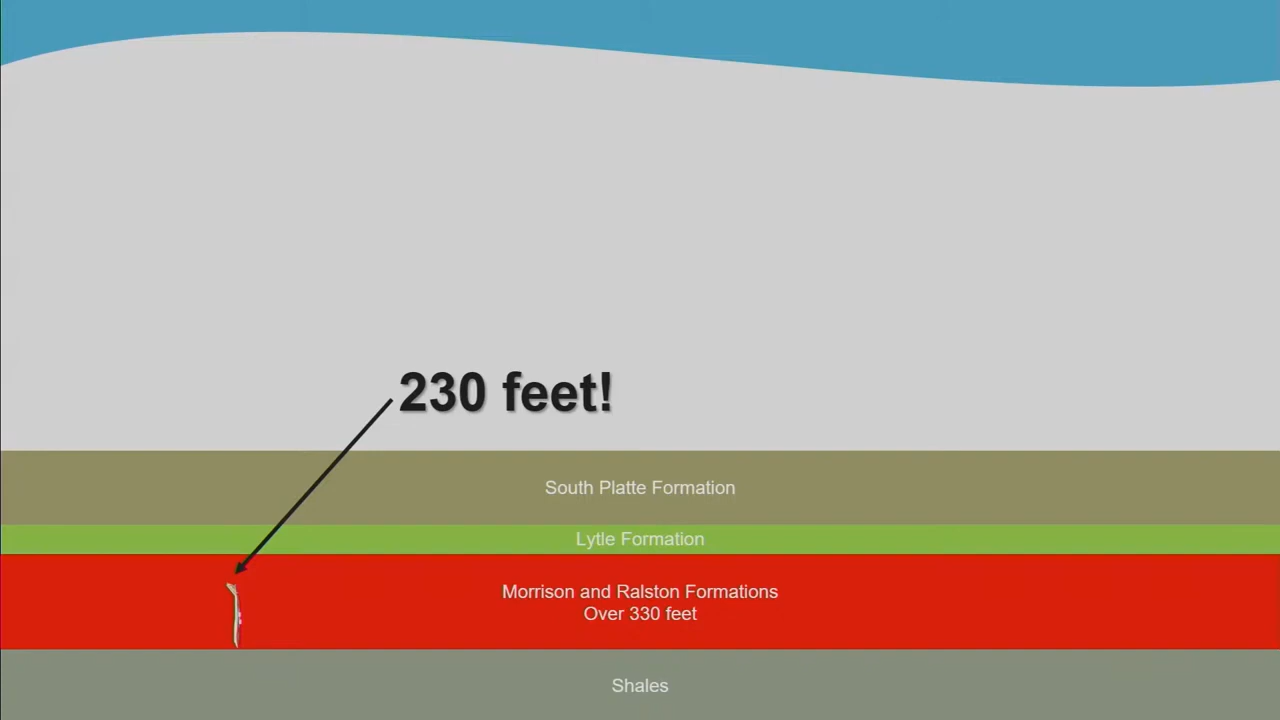 230 feet!
South Platte Formation
Lytle Formation
Morrison and Ralston Formations
Over 330 feet
Shales